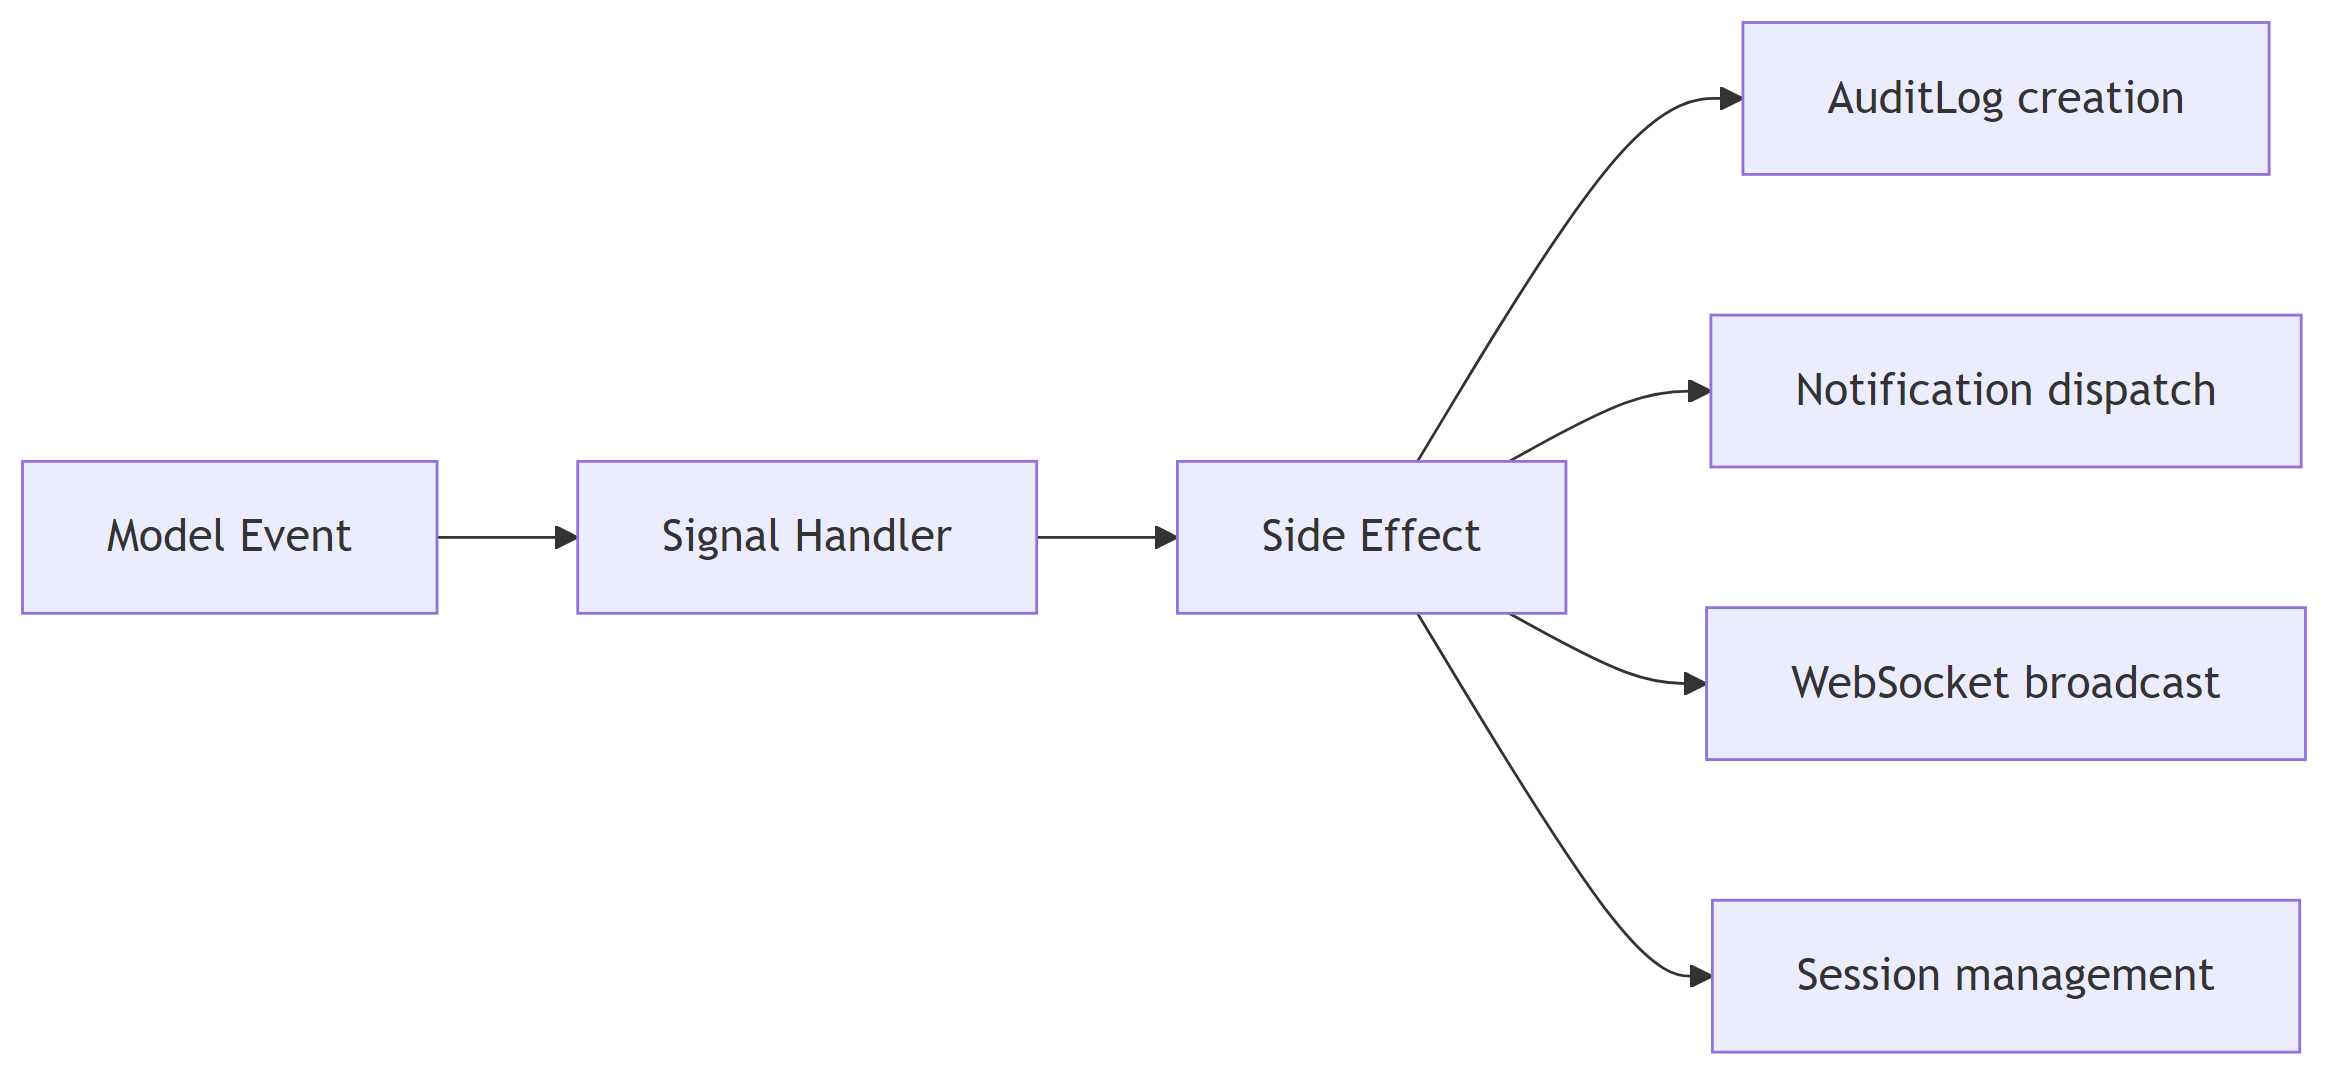 Model Event
Signal Handler
Side Effect
AuditLog creation
Notification dispatch
WebSocket broadcast
Session management